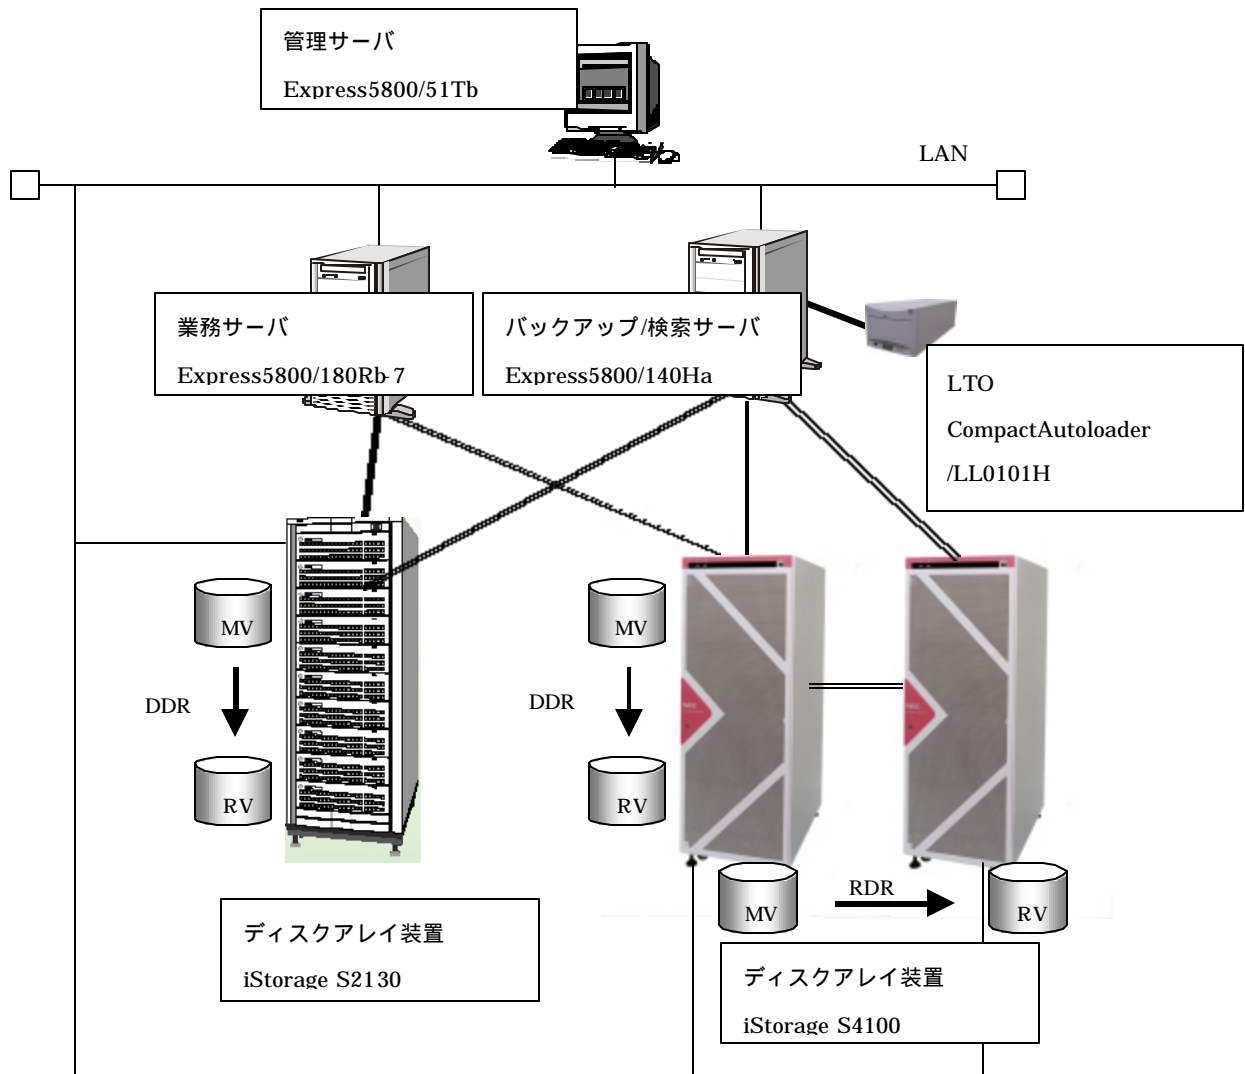 管理サーバ
Express5800/51Tb
LAN
業務サーバ
Express5800/180Rb-7
バックアップ/検索サーバ
Express5800/140Ha
LTO
CompactAutoloader
/LL0101H
MV
DDR
RV
MV
DDR
RV
MV
RDR
RV
ディスクアレイ装置
iStorage S2130
ディスクアレイ装置
iStorage S4100